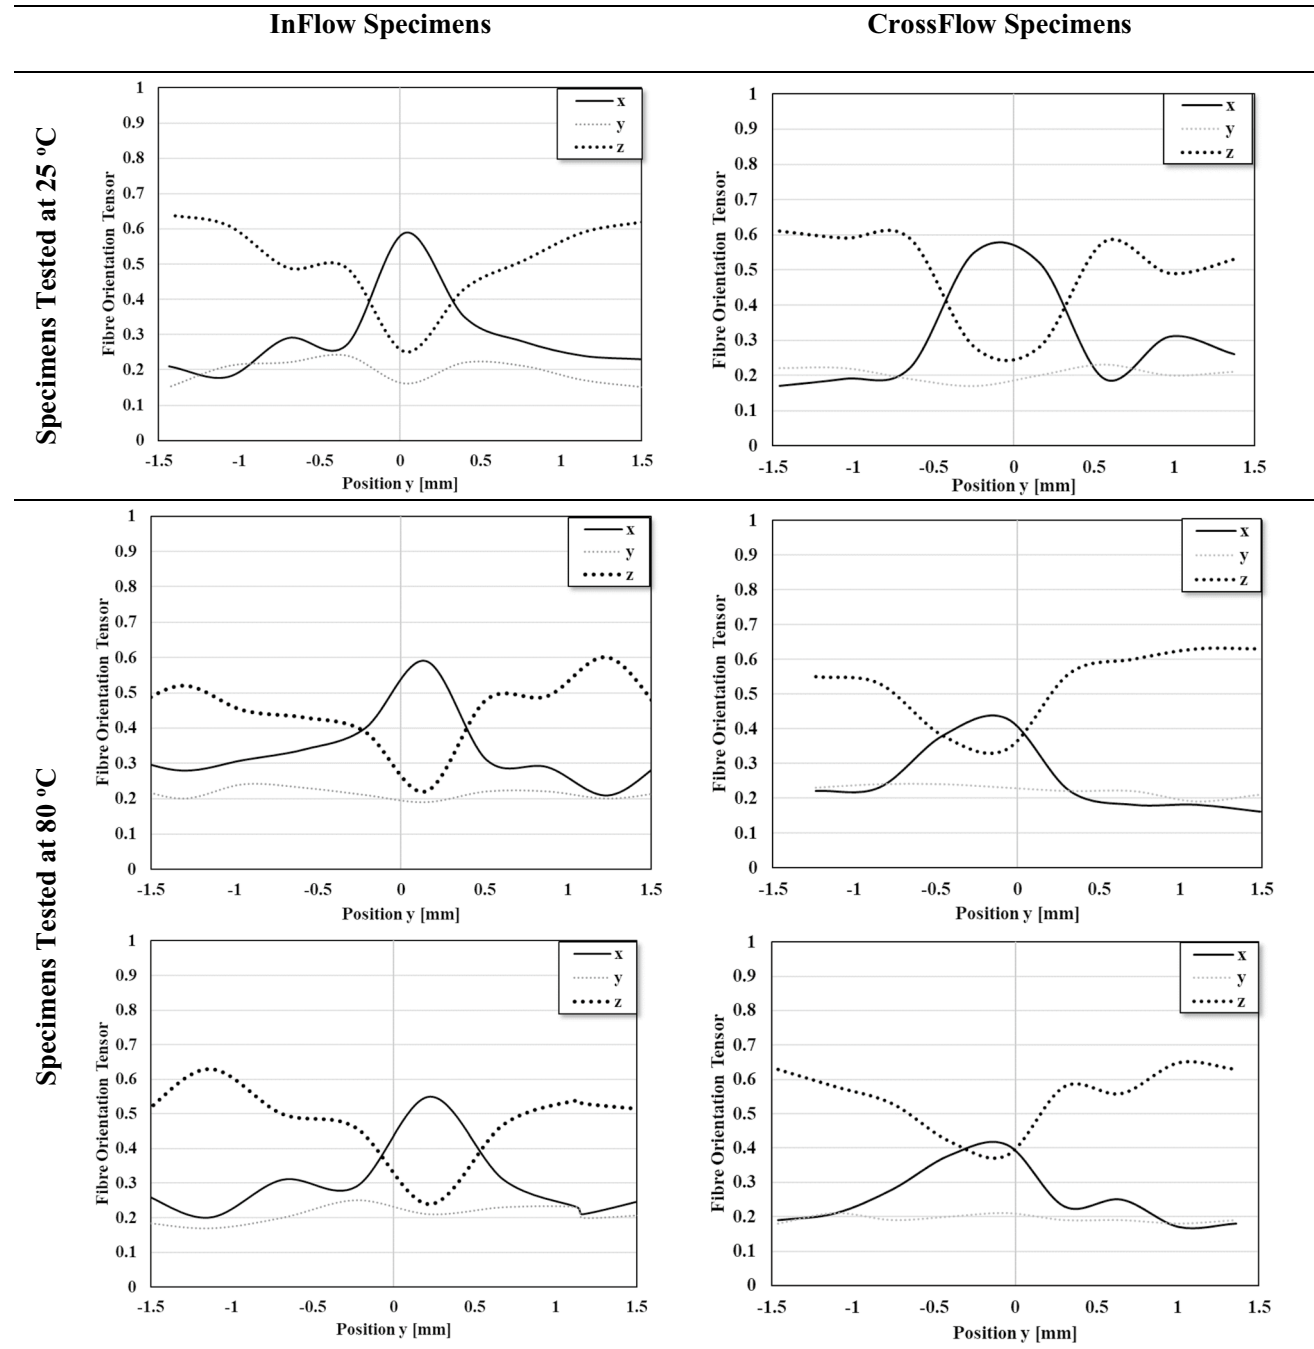 InFlow Specimens
CrossFlow Specimens
Specimens Tested at 25 °C
Fibre Orientation Tensor
1
0.9
0.8
0.7
0.6
0.5
0.4
0.3
0.2
0.1
0
-1.5 -1 -0.5 0 0.5 1 1.5
Position y [mm]
x
y
z
Fibre Orientation Tensor
1
0.9
0.8
0.7
0.6
0.5
0.4
0.3
0.2
0.1
0
-1.5 -1 -0.5 0 0.5 1 1.5
Position y [mm]
x
y
z
Specimens Tested at 80 °C
Fibre Orientation Tensor
1
0.9
0.8
0.7
0.6
0.5
0.4
0.3
0.2
0.1
0
-1.5 -1 -0.5 0 0.5 1 1.5
Position y [mm]
x
y
z
Fibre Orientation Tensor
1
0.9
0.8
0.7
0.6
0.5
0.4
0.3
0.2
0.1
0
-1.5 -1 -0.5 0 0.5 1 1.5
Position y [mm]
x
y
z
Fibre Orientation Tensor
1
0.9
0.8
0.7
0.6
0.5
0.4
0.3
0.2
0.1
0
-1.5 -1 -0.5 0 0.5 1 1.5
Position y [mm]
x
y
z
Fibre Orientation Tensor
1
0.9
0.8
0.7
0.6
0.5
0.4
0.3
0.2
0.1
0
-1.5 -1 -0.5 0 0.5 1 1.5
Position y [mm]
x
y
z